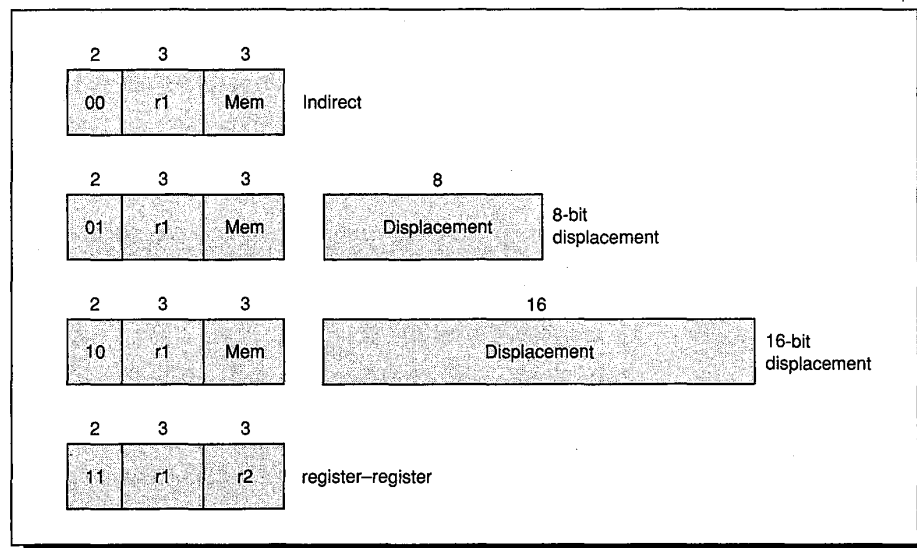 2 3 3
00 r1 Mem Indirect
2 3 3 8
01 r1 Mem Displacement 8-bit
displacement
2 3 3 16
10 r1 Mem Displacement 16-bit
displacement
2 3 3
11 r1 r2 register–register